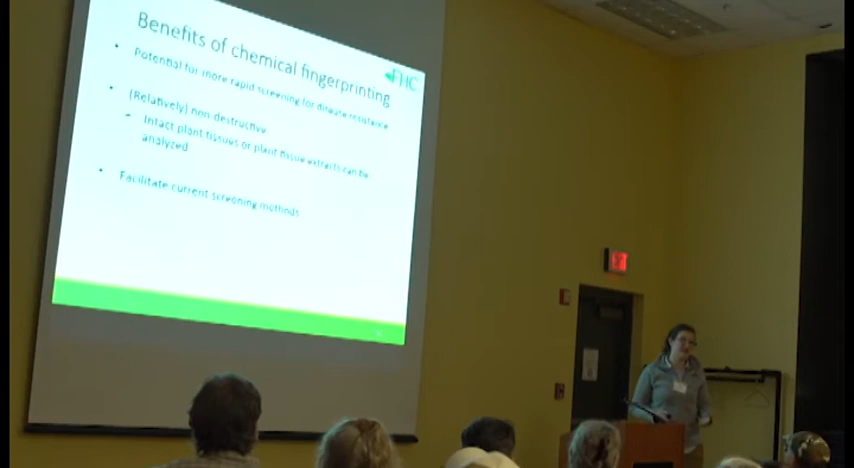 Benefits of chemical fingerprinting
FHC
• Potential for more rapid screening for disease resistance
• (Relatively) non destructive
– Intact plant tissues or plant tissue extracts can be
analyzed
• Facilitate current screening methods